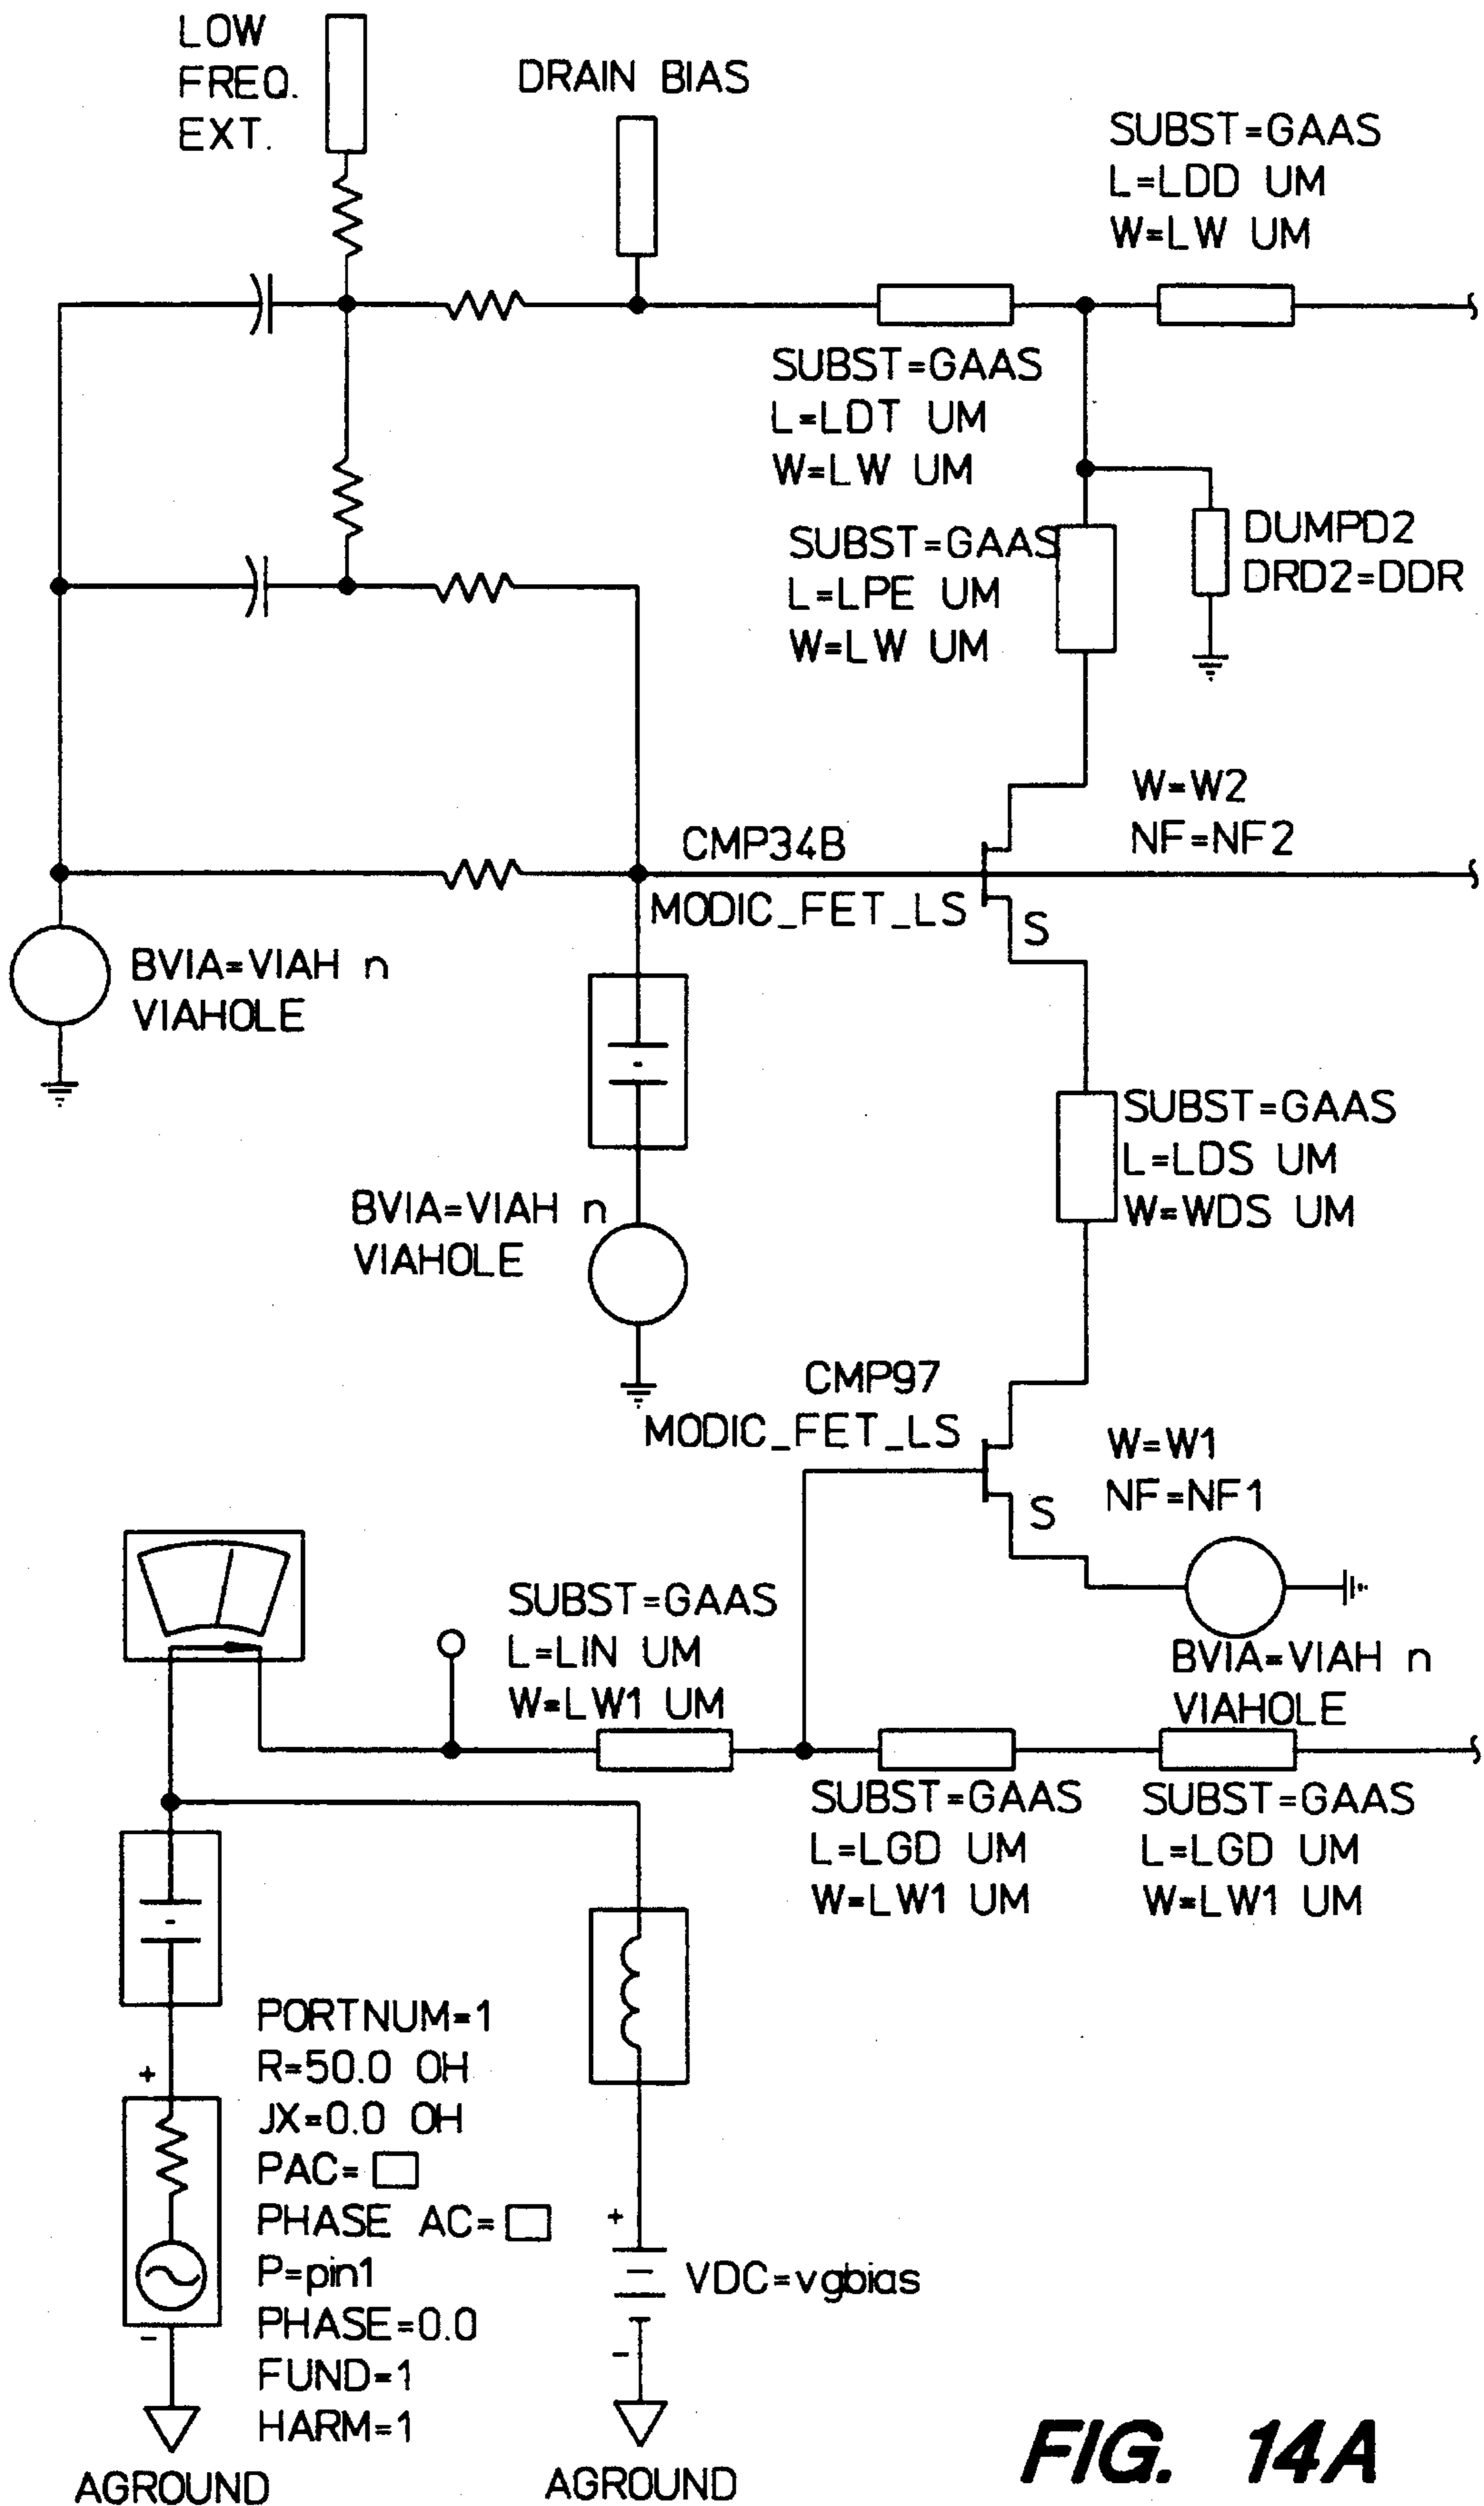 LOW
FREQ.
EXT.
DRAIN BIAS
SUBST=GAAS
L=LDD UM
W=LW UM
SUBST=GAAS
L=LDT UM
W=LW UM
SUBST=GAAS
L=LPE UM
W=LW UM
DUMPD2
DRD2=DDR
W=W2
NF=NF2
CMP34B
MODIC_FET_LS
S
BVIA=VIAH n
VIAHOLE
SUBST=GAAS
L=LDS UM
W=WDS UM
BVIA=VIAH n
VIAHOLE
CMP97
MODIC_FET_LS
W=W1
NF=NF1
S
BVIA=VIAH n
VIAHOLE
SUBST=GAAS
L=LIN UM
W=LW1 UM
SUBST=GAAS
L=LGD UM
W=LW1 UM
SUBST=GAAS
L=LGD UM
W=LW1 UM
+
PORTNUM=1
R=50.0 OH
JX=0.0 OH
PAC=
PHASE AC=
P=pin1
PHASE=0.0
FUND=1
HARM=1
-
AGROUND
+
VDC=vgbias
-
AGROUND
FIG. 14A